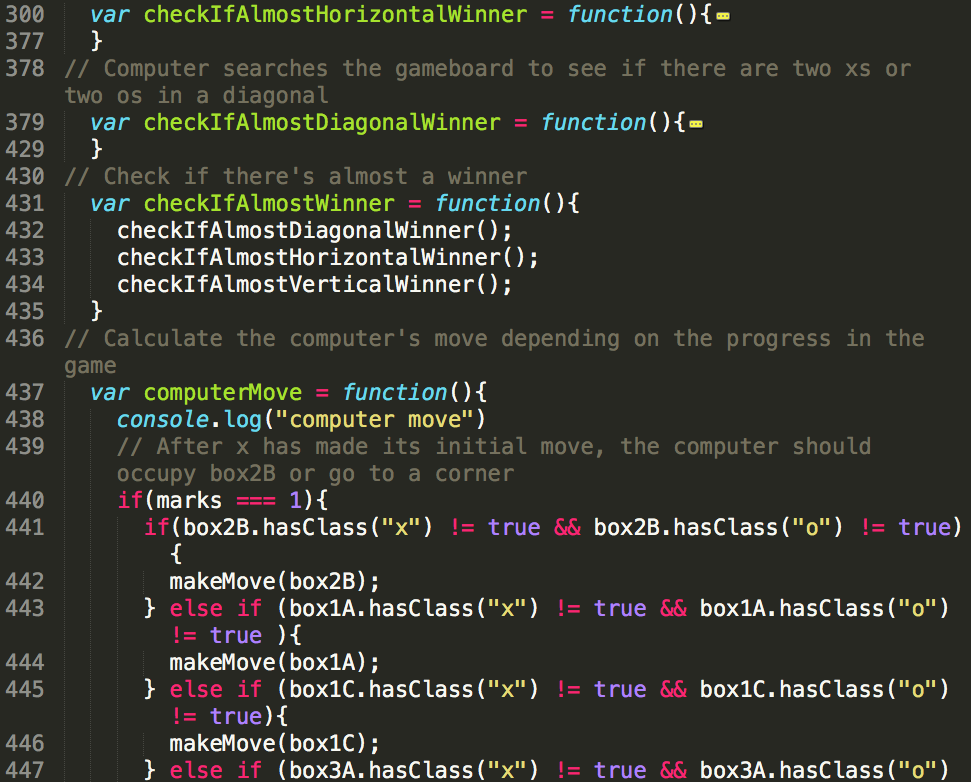 300 var checkIfAlmostHorizontalWinner = function(){
377 }
378 // Computer searches the gameboard to see if there are two xs or
two os in a diagonal
379 var checkIfAlmostDiagonalWinner = function(){
429 }
430 // Check if there's almost a winner
431 var checkIfAlmostWinner = function(){
432 checkIfAlmostDiagonalWinner();
433 checkIfAlmostHorizontalWinner();
434 checkIfAlmostVerticalWinner();
435 }
436 // Calculate the computer's move depending on the progress in the
game
437 var computerMove = function(){
438 console.log("computer move")
439 // After x has made its initial move, the computer should
occupy box2B or go to a corner
440 if(marks === 1){
441 if(box2B.hasClass("x") != true && box2B.hasClass("o") != true)
{
442 makeMove(box2B);
443 } else if (box1A.hasClass("x") != true && box1A.hasClass("o")
!= true ){
444 makeMove(box1A);
445 } else if (box1C.hasClass("x") != true && box1C.hasClass("o")
!= true){
446 makeMove(box1C);
447 } else if (box3A.hasClass("x") != true && box3A.hasClass("o")